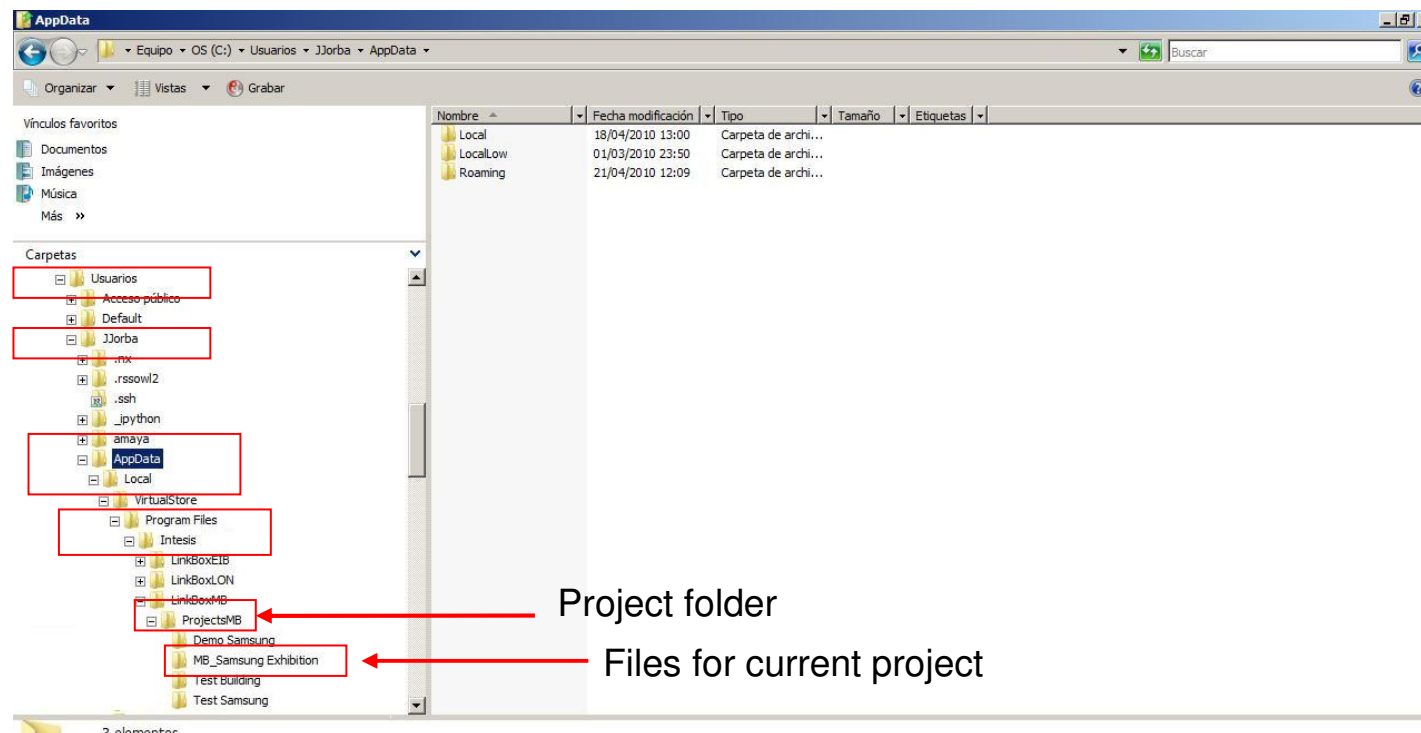 AppData
Equipo OS (C:) Usuarios JJorba AppData
Buscar
Organizar Vistas Grabar
Vínculos favoritos
Documentos
Imágenes
Música
Más »
Carpetas
Usuarios
Acceso público
Default
JJorba
.nx
.rssowl2
.ssh
_ipython
amaya
AppData
Local
VirtualStore
Program Files
Intesis
LinkBoxEIB
LinkBoxLON
LinkBoxMB
ProjectsMB
Demo Samsung
MB_Samsung Exhibition
Test Building
Test Samsung
Nombre Fecha modificación Tipo Tamaño Etiquetas
Local 18/04/2010 13:00 Carpeta de archi...
LocalLow 01/03/2010 23:50 Carpeta de archi...
Roaming 21/04/2010 12:09 Carpeta de archi...
Project folder
Files for current project
3 elementos